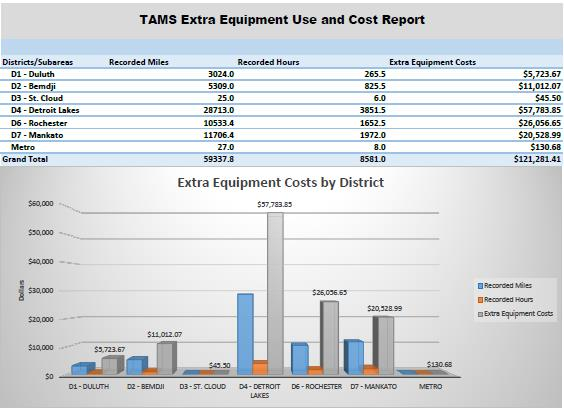 TAMS Extra Equipment Use and Cost Report
Districts/Subareas Recorded Miles Recorded Hours Extra Equipment Costs
D1 - Duluth 3024.0 265.5 $5,723.67
D2 - Bemdji 5309.0 825.5 $11,012.07
D3 - St. Cloud 25.0 6.0 $45.50
D4 - Detroit Lakes 28713.0 3851.5 $57,783.85
D6 - Rochester 10533.4 1652.5 $26,056.65
D7 - Mankato 11706.4 1972.0 $20,528.99
Metro 27.0 8.0 $130.68
Grand Total 59337.8 8581.0 $121,281.41
Extra Equipment Costs by District
$60,000
$50,000
$40,000
$30,000
$20,000
$10,000
$0
Dollars
$5,723.67
$11,012.07
$45.50
$57,783.85
$26,056.65
$20,528.99
$130.68
D1 - DULUTH D2 - BEMDJI D3 - ST. CLOUD D4 - DETROIT D6 - ROCHESTER D7 - MANKATO METRO
LAKES
Recorded Miles
Recorded Hours
Extra Equipment Costs